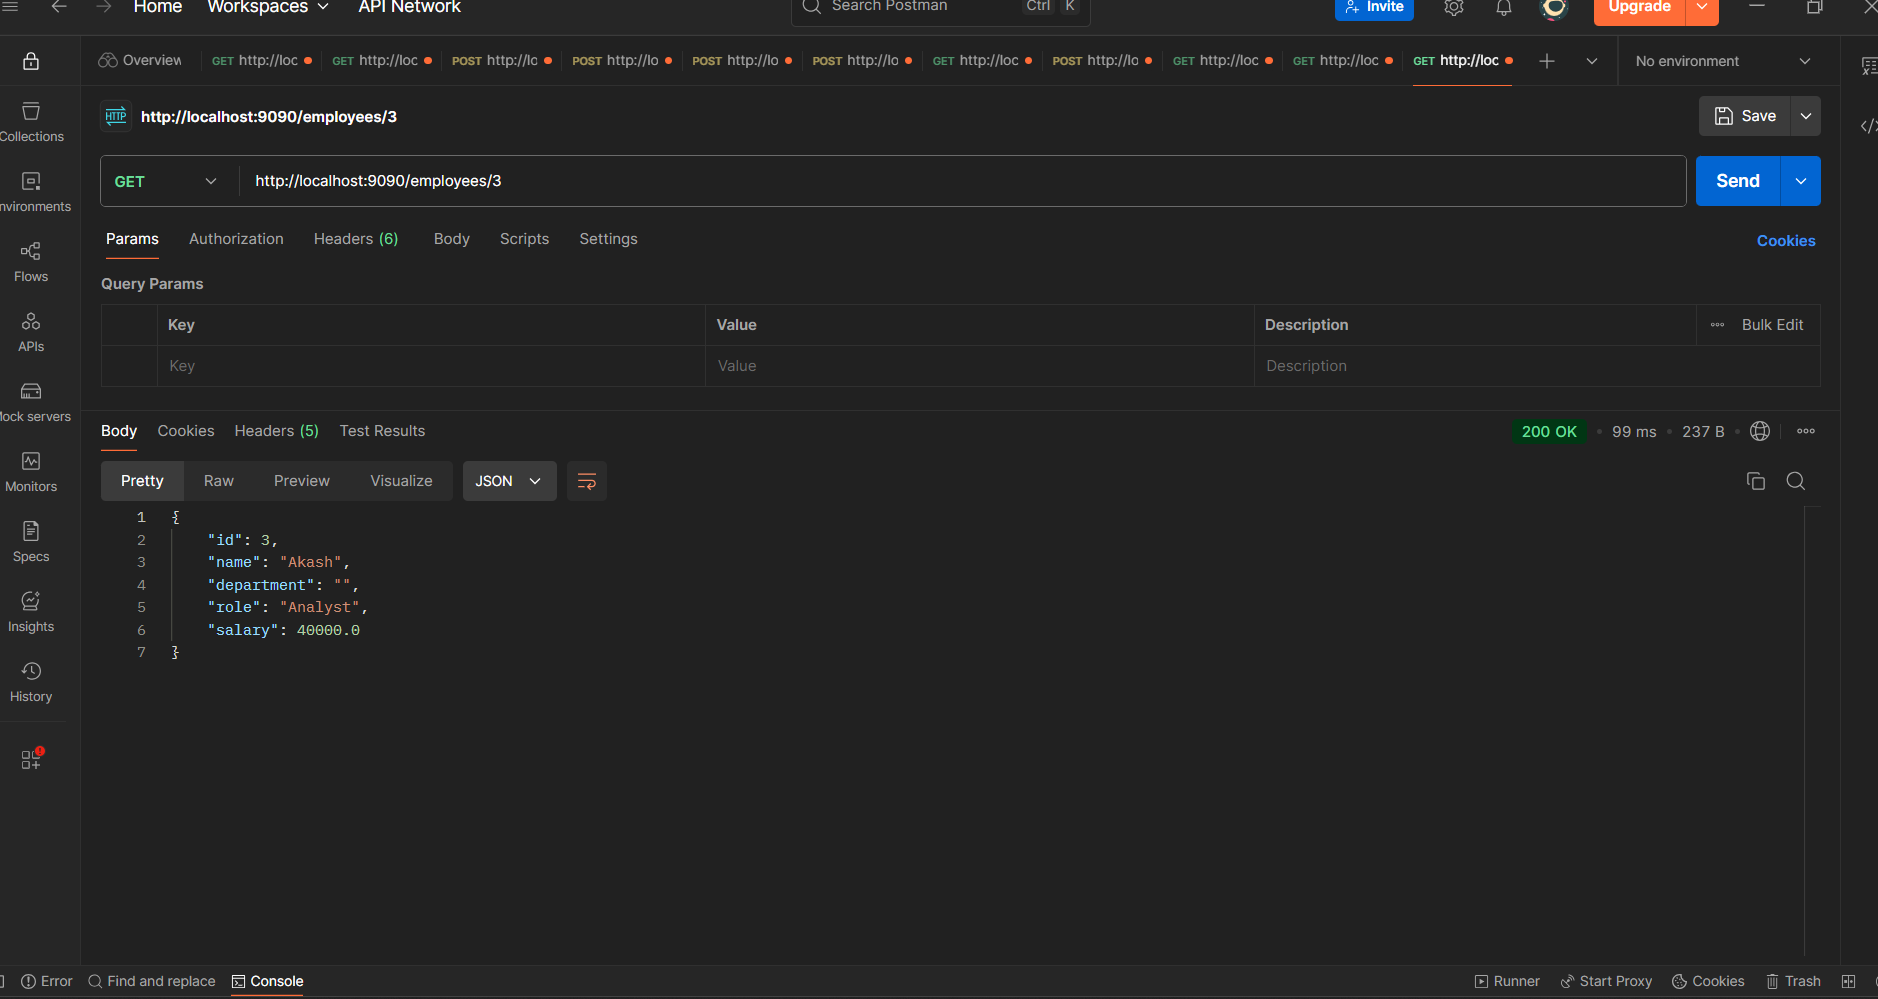 Home Workspaces API Network Search Postman Ctrl K Invite Upgrade
Overview GET http://loc GET http://loc POST http://lo POST http://lo POST http://lo POST http://lo GET http://loc POST http://lo GET http://loc GET http://loc GET http://loc No environment
HTTP http://localhost:9090/employees/3 Save
GET http://localhost:9090/employees/3 Send
Params Authorization Headers (6) Body Scripts Settings Cookies
Query Params
Key Value Description Bulk Edit
Key Value Description
Collections
nvironments
Flows
APIs
ock servers
Monitors
Specs
Insights
History
Body Cookies Headers (5) Test Results 200 OK 99 ms 237 B
Pretty Raw Preview Visualize JSON
1 {
2 "id": 3,
3 "name": "Akash",
4 "department": "",
5 "role": "Analyst",
6 "salary": 40000.0
7 }
Error Find and replace Console Runner Start Proxy Cookies Trash